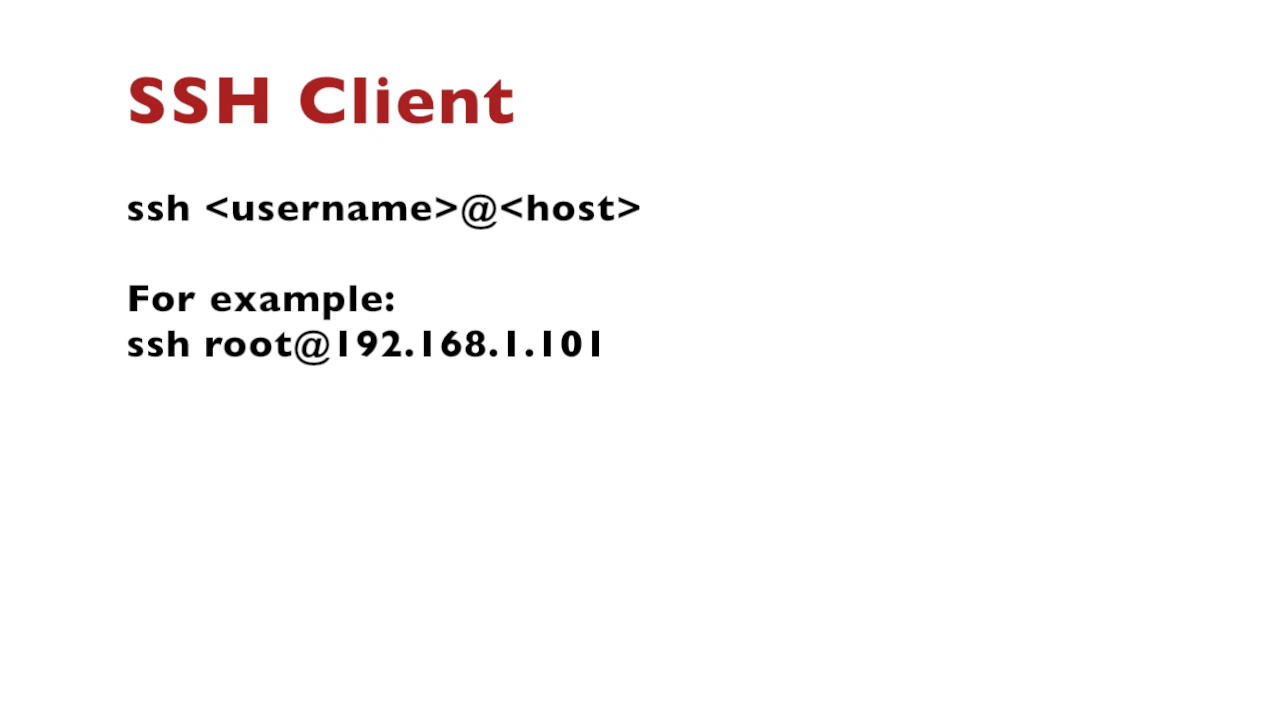 SSH Client
ssh <username>@<host>
For example:
ssh root@192.168.1.101